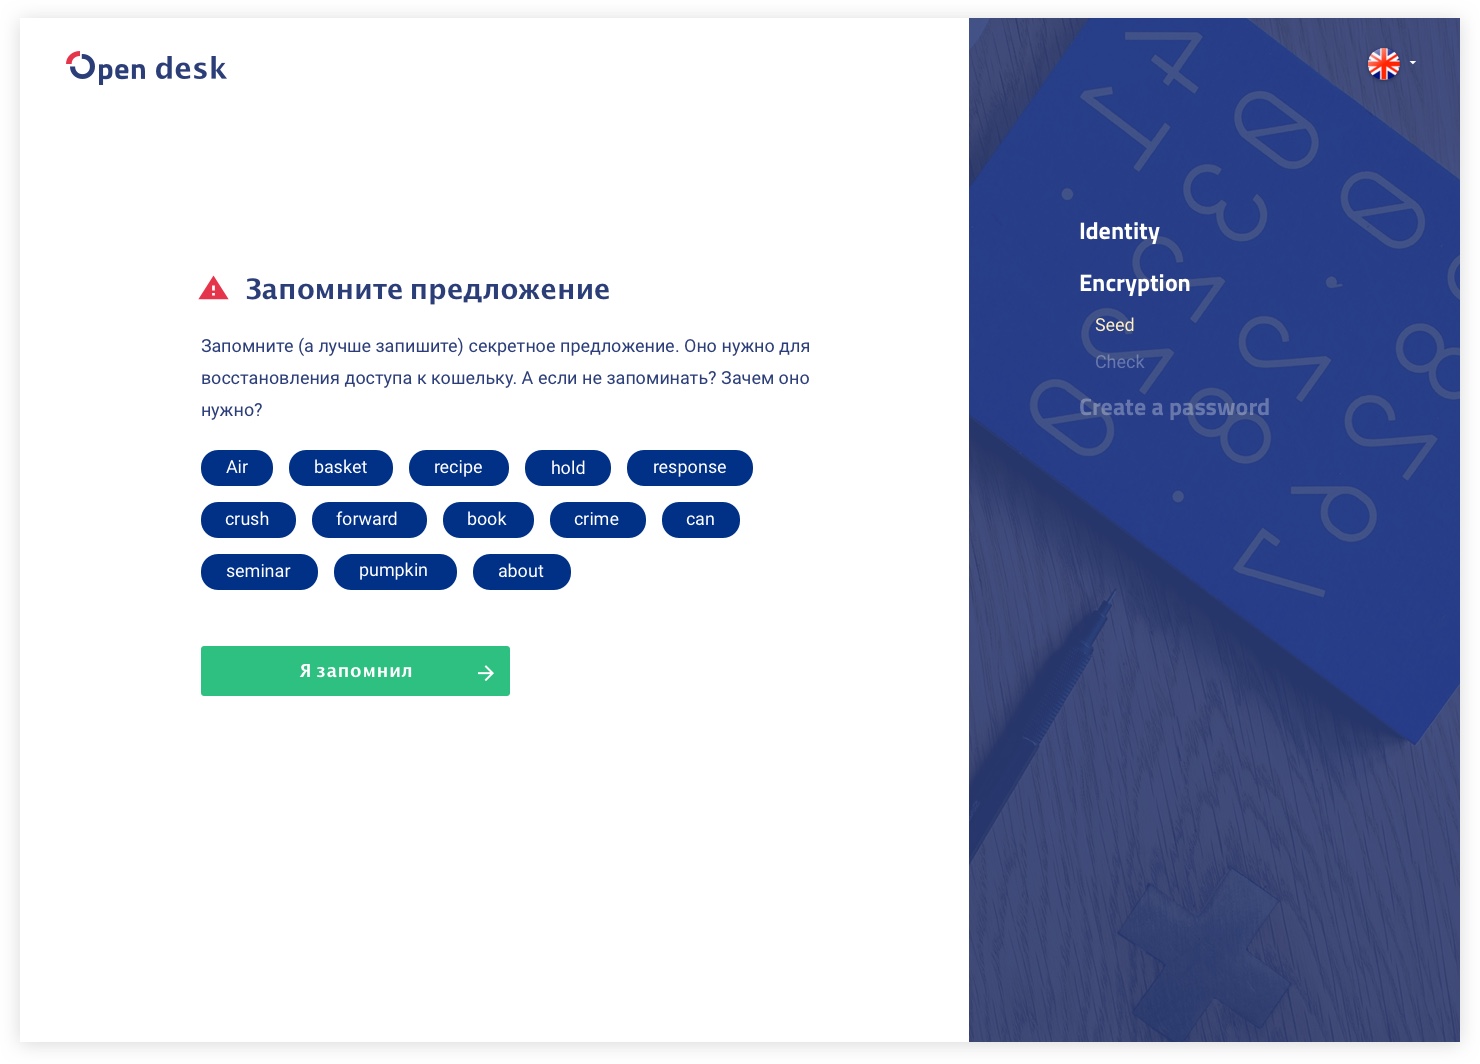 Open desk
Запомните предложение
Запомните (а лучше запишите) секретное предложение. Оно нужно для
восстановления доступа к кошельку. А если не запоминать? Зачем оно
нужно?
Air basket recipe hold response
crush forward book crime can
seminar pumpkin about
Я запомнил
Identity
Encryption
Seed
Check
Create a password